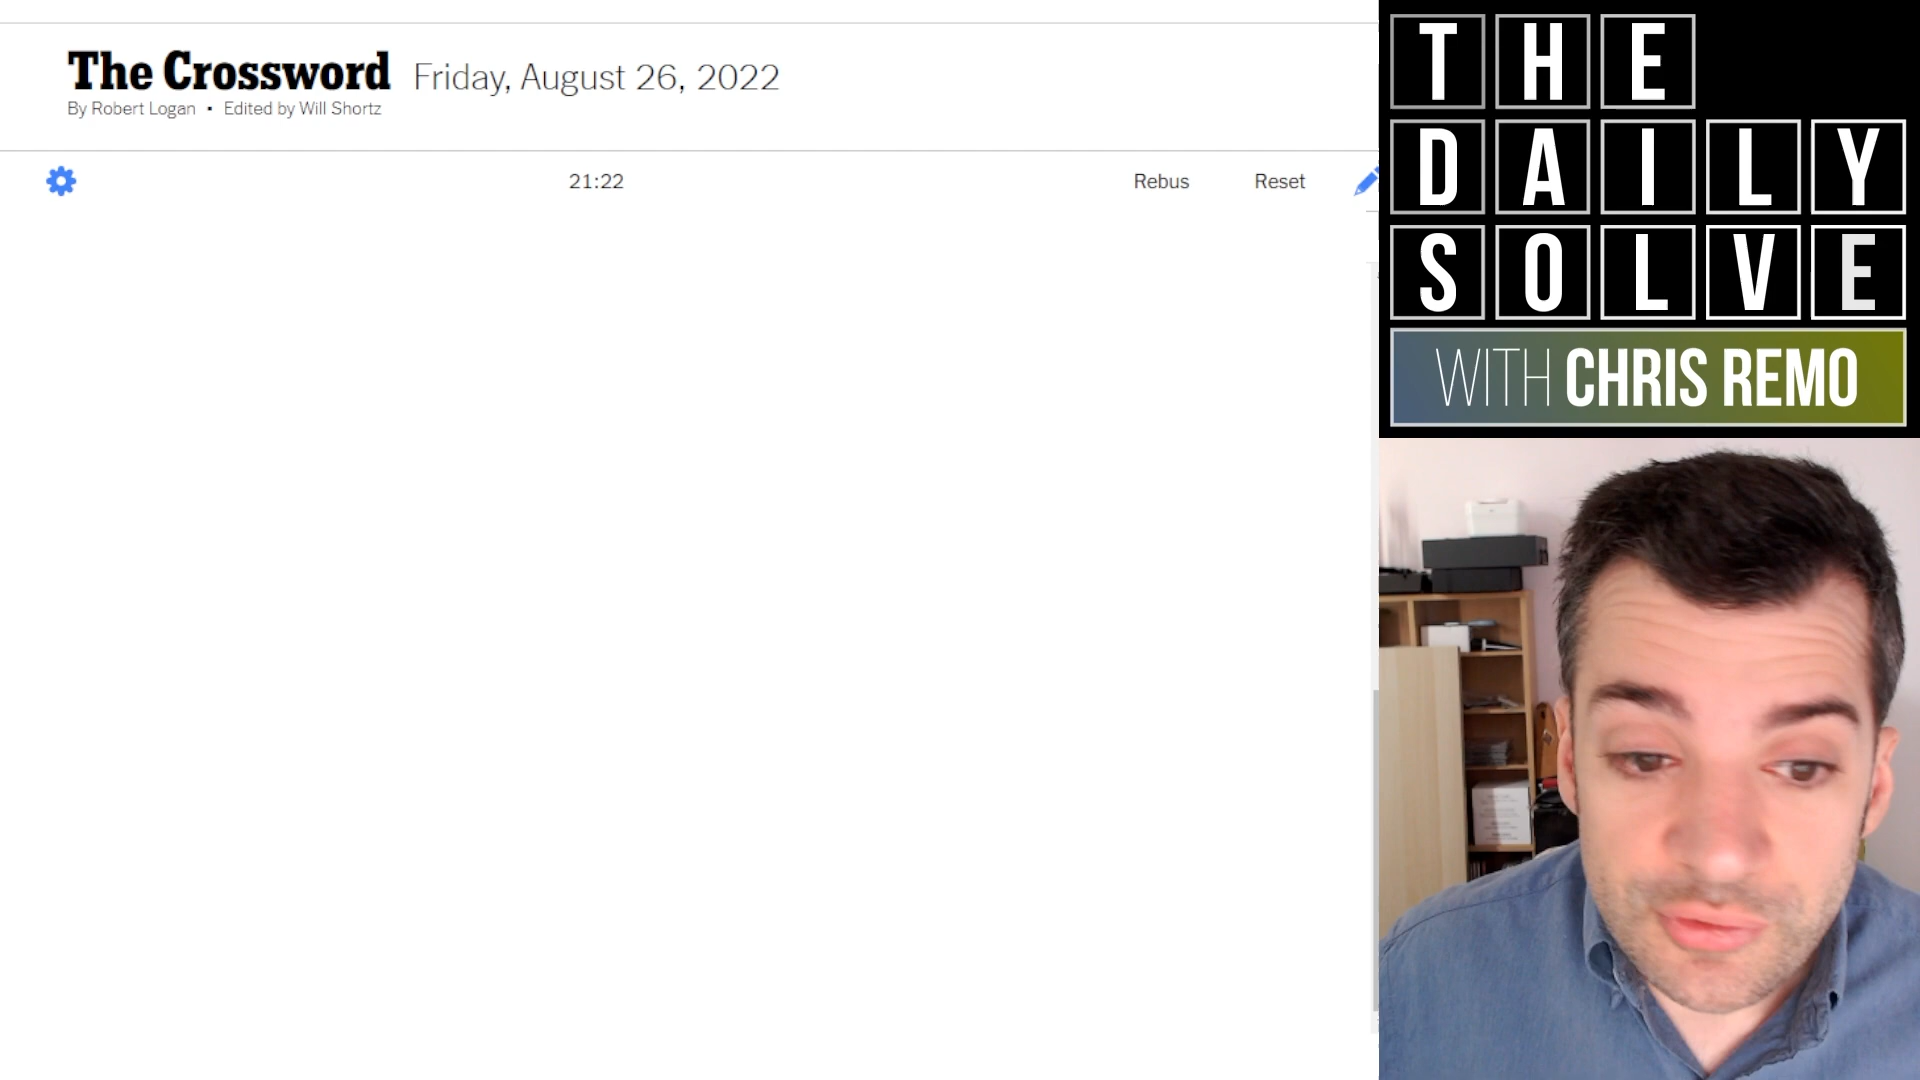 The Crossword Friday, August 26, 2022
By Robert Logan • Edited by Will Shortz
21:22 Rebus Reset
THE
DAILY
SOLVE
WITH CHRIS REMO